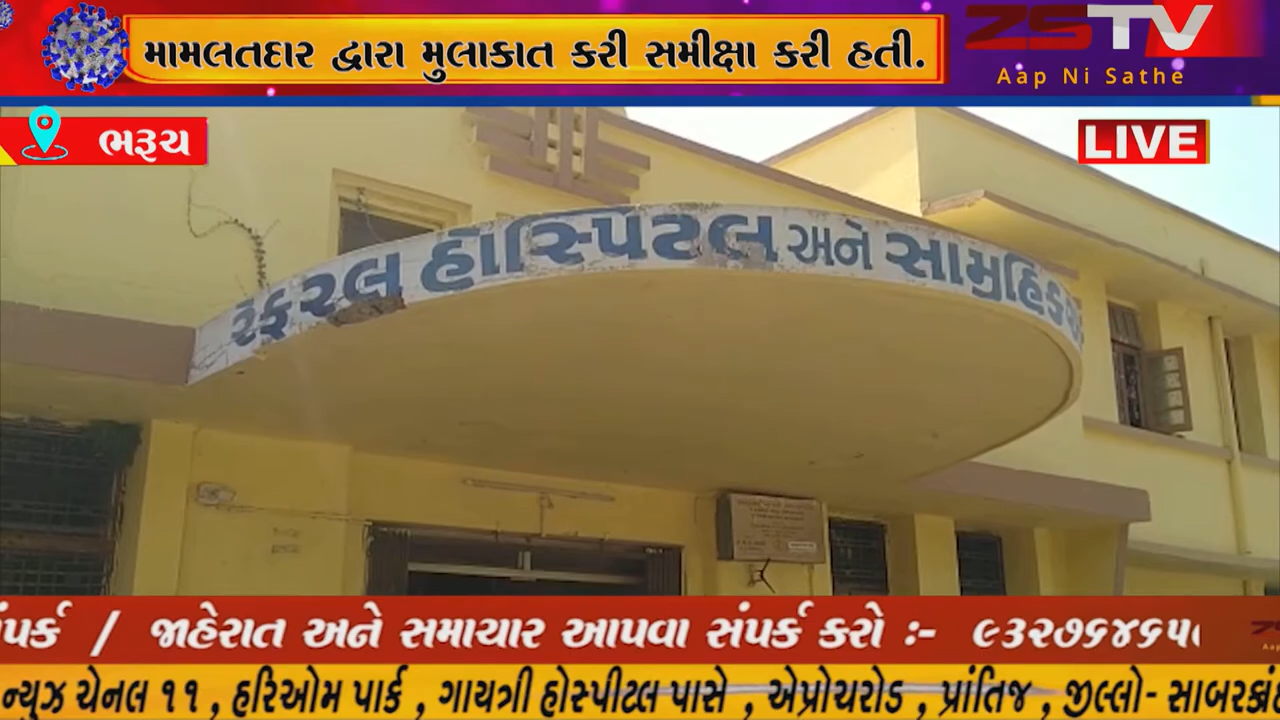 મામલતદાર દ્વારા મુલાકાત કરી સમીક્ષા કરી હતી.
ZSTV
Aap Ni Sathe
ભરૂચ
LIVE
રેફરલ હોસ્પિટલ અને સામુહિક
સંપર્ક / જાહેરાત અને સમાચાર આપવા સંપર્ક કરો :- ૯૩૨૭૬૪૬૫
ન્યુઝ ચેનલ ૧૧ , હરિઓમ પાર્ક , ગાયત્રી હોસ્પીટલ પાસે , એપ્રોચરોડ , પ્રાંતિજ , જીલ્લો- સાબરકાં